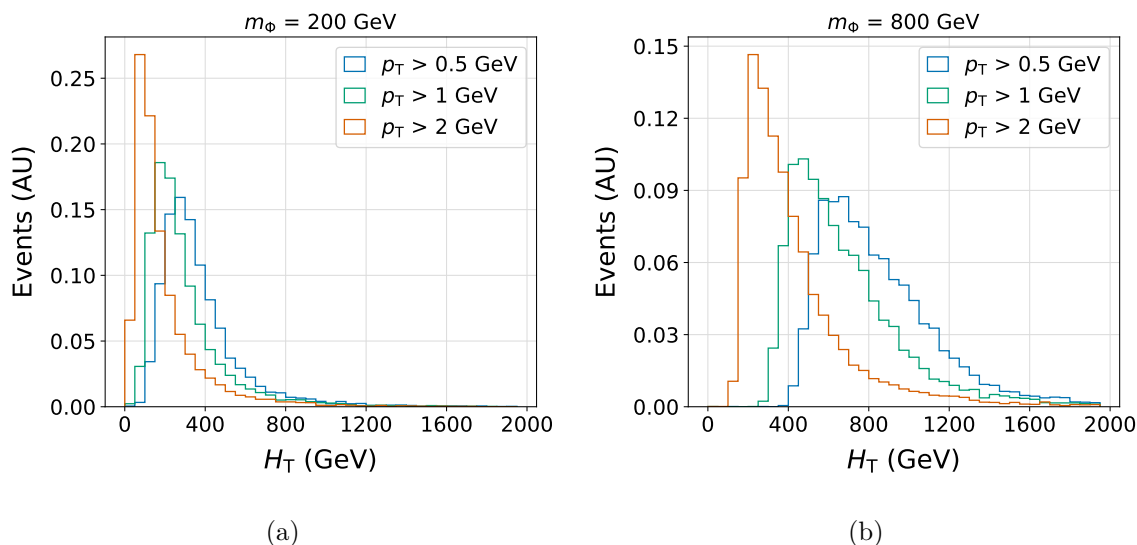 m_Φ = 200 GeV
p_T > 0.5 GeV
p_T > 1 GeV
p_T > 2 GeV
0.25
0.20
0.15
0.10
0.05
0.00
Events (AU)
0 400 800 1200 1600 2000
H_T (GeV)
(a)
m_Φ = 800 GeV
p_T > 0.5 GeV
p_T > 1 GeV
p_T > 2 GeV
0.15
0.12
0.09
0.06
0.03
0.00
Events (AU)
0 400 800 1200 1600 2000
H_T (GeV)
(b)